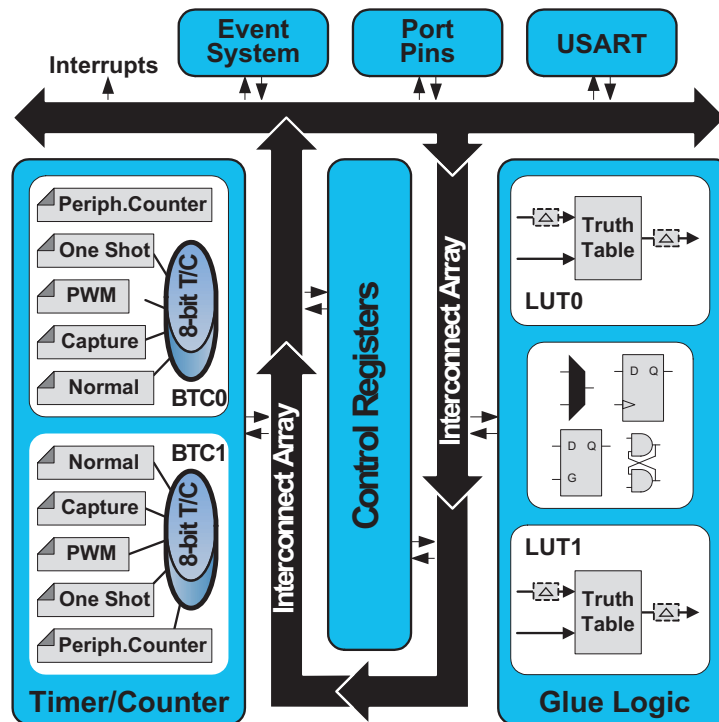 Event
System
Port
Pins
USART
Interrupts
Periph.Counter
One Shot
PWM
Capture
Normal
8-bit T/C
BTC0
Normal
Capture
PWM
One Shot
Periph.Counter
8-bit T/C
BTC1
Timer/Counter
Interconnect Array
Control Registers
Interconnect Array
Truth
Table
LUT0
D Q
D Q
G
LUT1
Truth
Table
Glue Logic